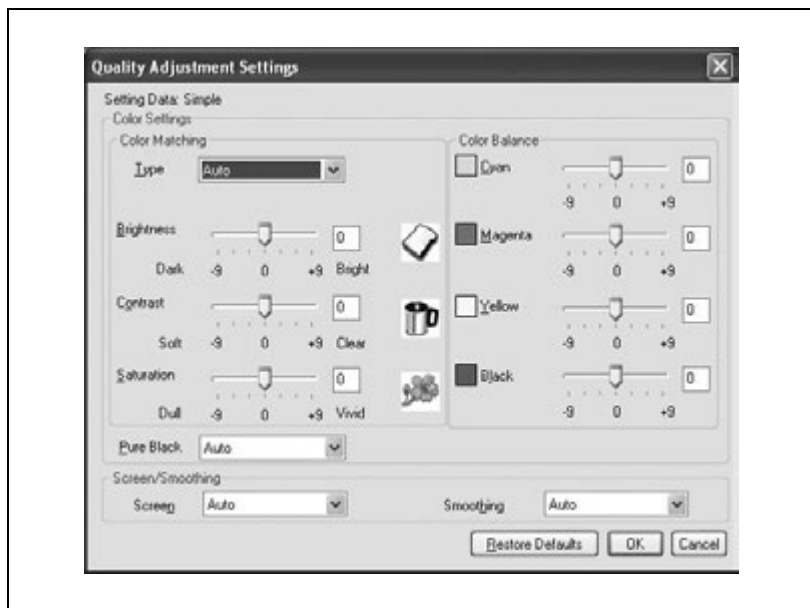 Quality Adjustment Settings
Setting Data: Simple
Color Settings
Color Matching
Type Auto
Brightness 0
Dark -9 0 +9 Bright
Contrast 0
Soft -9 0 +9 Clear
Saturation 0
Dull -9 0 +9 Vivid
Pure Black Auto
Color Balance
Cyan 0
-9 0 +9
Magenta 0
-9 0 +9
Yellow 0
-9 0 +9
Black 0
-9 0 +9
Screen/Smoothing
Screen Auto Smoothing Auto
Restore Defaults OK Cancel